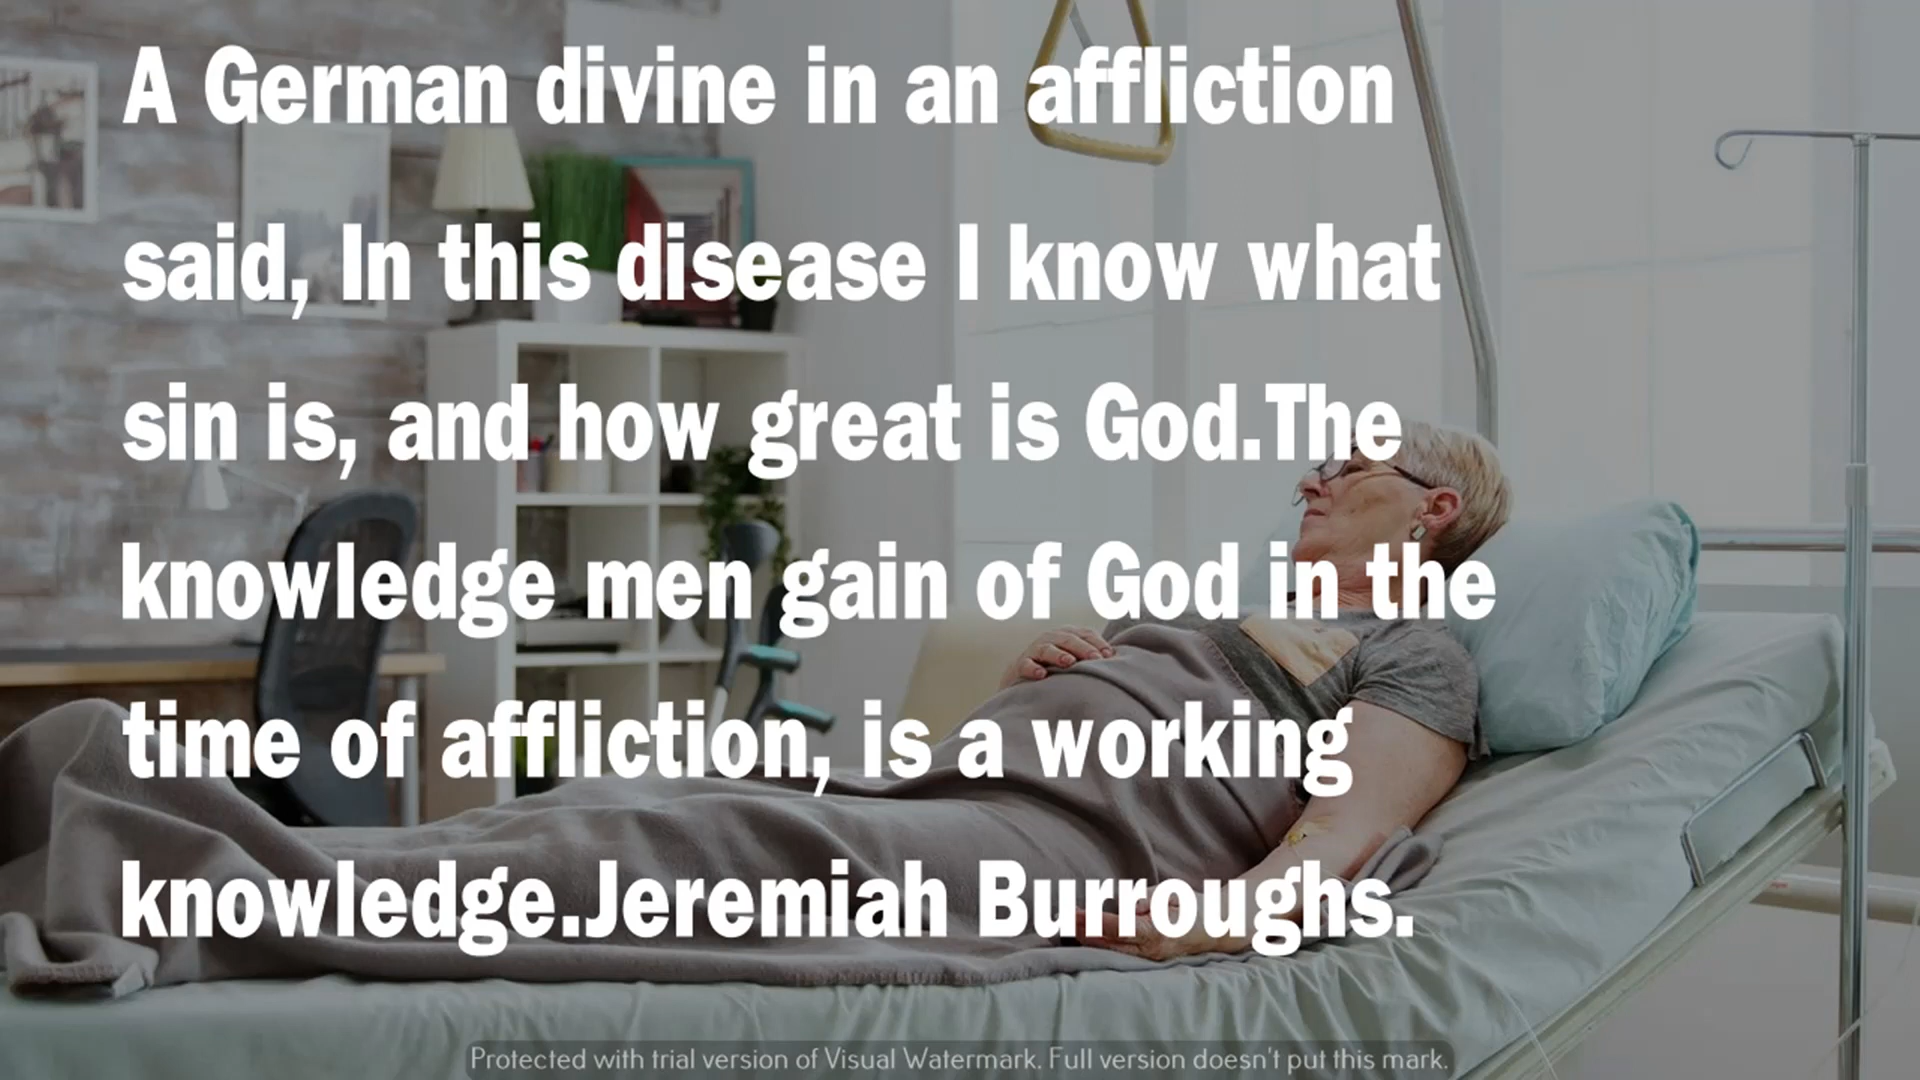 A German divine in an affliction
said, In this disease I know what
sin is, and how great is God.The
knowledge men gain of God in the
time of affliction, is a working
knowledge.Jeremiah Burroughs.
Protected with trial version of Visual Watermark. Full version doesn't put this mark.